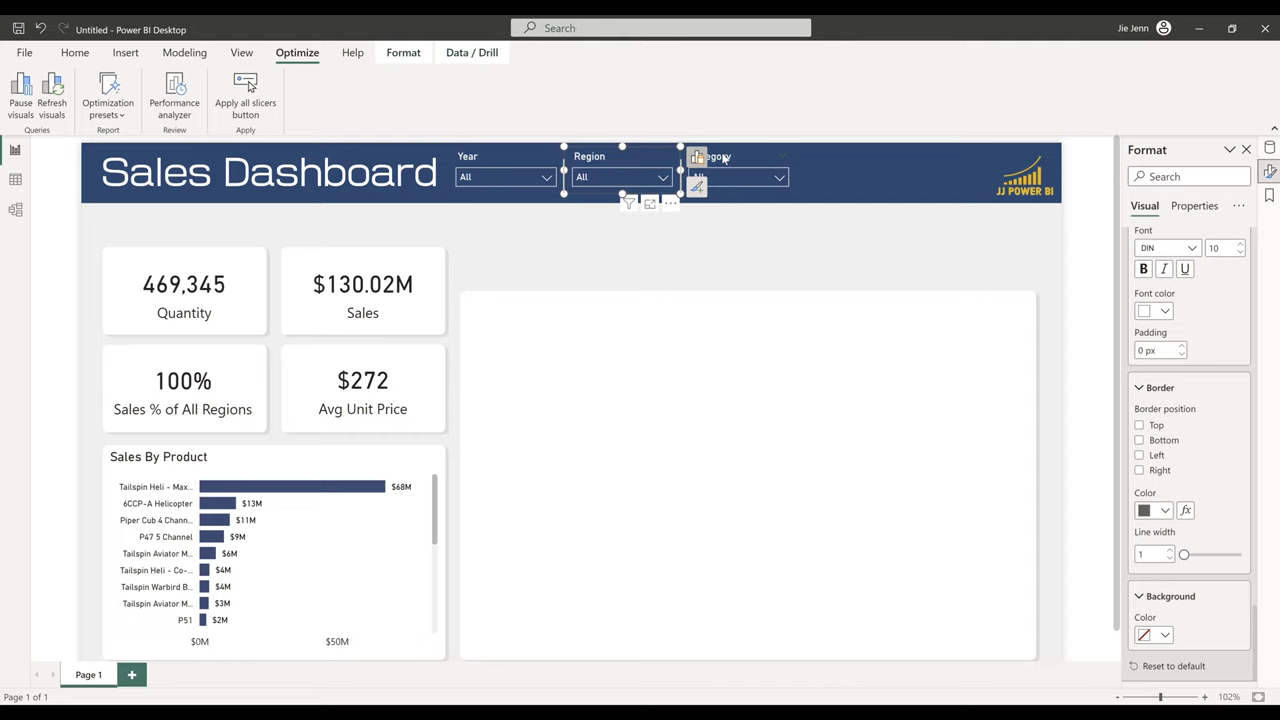 Untitled - Power BI Desktop
Search
Jie Jenn
File
Home
Insert
Modeling
View
Optimize
Help
Format
Data / Drill
Pause visuals
Refresh visuals
Optimization presets
Performance analyzer
Apply all slicers button
Queries
Report
Review
Apply
Sales Dashboard
Year
All
Region
All
JJ POWER BI
469,345
Quantity
$130.02M
Sales
100%
Sales % of All Regions
$272
Avg Unit Price
Sales By Product
Tailspin Heli - Max... $68M
6CCP-A Helicopter $13M
Piper Cub 4 Chann... $11M
P47 5 Channel $9M
Tailspin Aviator M... $6M
Tailspin Heli - Co-... $4M
Tailspin Warbird B... $4M
Tailspin Aviator M... $3M
P51 $2M
$0M $50M
Format
Search
Visual
Properties
Font
DIN
10
B I U
Font color
Padding
0 px
Border
Border position
Top
Bottom
Left
Right
Color
fx
Line width
1
Background
Color
Reset to default
Page 1
Page 1 of 1
102%